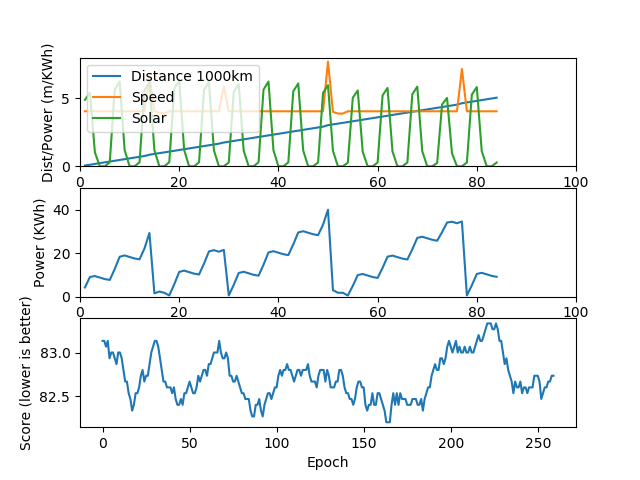 Dist/Power (m/KWh)
Distance 1000km
Speed
Solar
5
0
0 20 40 60 80 100
Power (KWh)
40
20
0
0 20 40 60 80 100
Score (lower is better)
83.0
82.5
0 50 100 150 200 250
Epoch